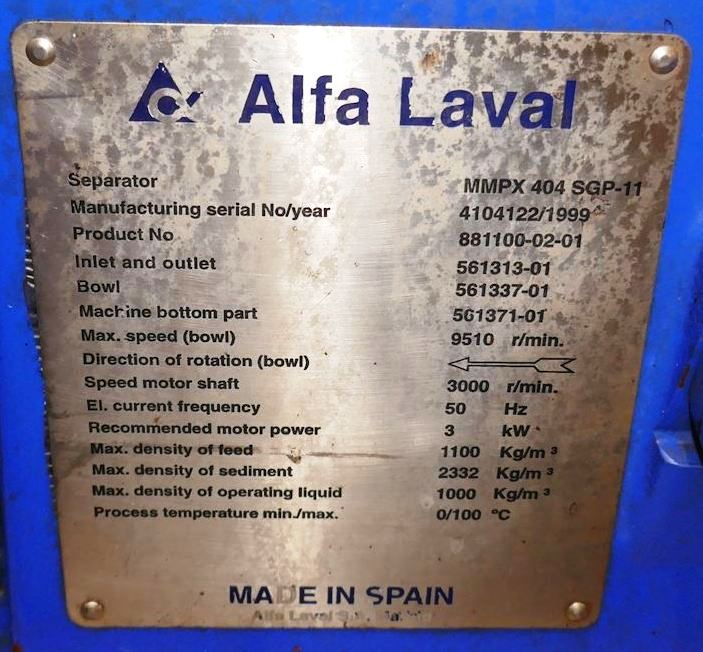 Alfa Laval
Separator MMPX 404 SGP-11
Manufacturing serial No/year 4104122/1999
Product No 881100-02-01
Inlet and outlet 561313-01
Bowl 561337-01
Machine bottom part 561371-01
Max. speed (bowl) 9510 r/min.
Direction of rotation (bowl)
Speed motor shaft 3000 r/min.
El. current frequency 50 Hz
Recommended motor power 3 kW
Max. density of feed 1100 Kg/m³
Max. density of sediment 2332 Kg/m³
Max. density of operating liquid 1000 Kg/m³
Process temperature min./max. 0/100 °C
MADE IN SPAIN
Alfa Laval